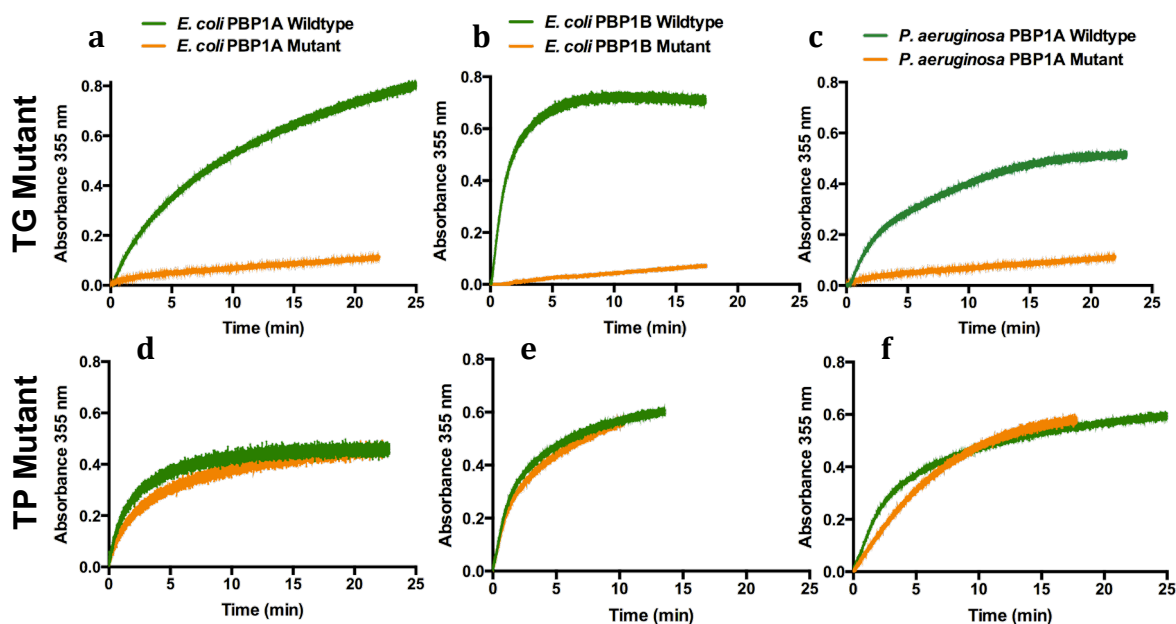 a
E. coli PBP1A Wildtype
E. coli PBP1A Mutant
b
E. coli PBP1B Wildtype
E. coli PBP1B Mutant
c
P. aeruginosa PBP1A Wildtype
P. aeruginosa PBP1A Mutant
TG Mutant
Absorbance 355 nm
0.8
0.6
0.4
0.2
0.0
0 5 10 15 20 25
Time (min)
Absorbance 355 nm
0.8
0.6
0.4
0.2
0.0
0 5 10 15 20 25
Time (min)
Absorbance 355 nm
0.8
0.6
0.4
0.2
0.0
0 5 10 15 20 25
Time (min)
TP Mutant
d
Absorbance 355 nm
0.8
0.6
0.4
0.2
0.0
0 5 10 15 20 25
Time (min)
e
Absorbance 355 nm
0.8
0.6
0.4
0.2
0.0
0 5 10 15 20 25
Time (min)
f
Absorbance 355 nm
0.8
0.6
0.4
0.2
0.0
0 5 10 15 20 25
Time (min)